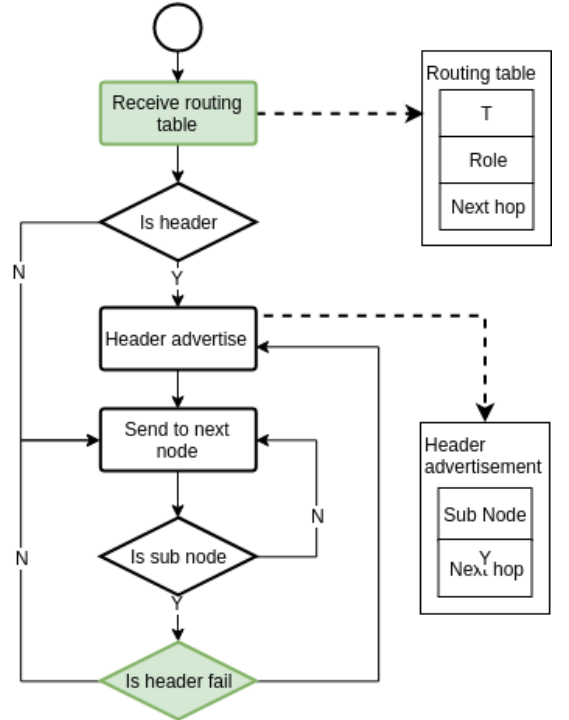 Receive routing
table
Routing table
T
Role
Next hop
Is header
N
Y
Header advertise
Send to next
node
Header
advertisement
Sub Node
Y
Next hop
N
Is sub node
N
Y
Is header fail